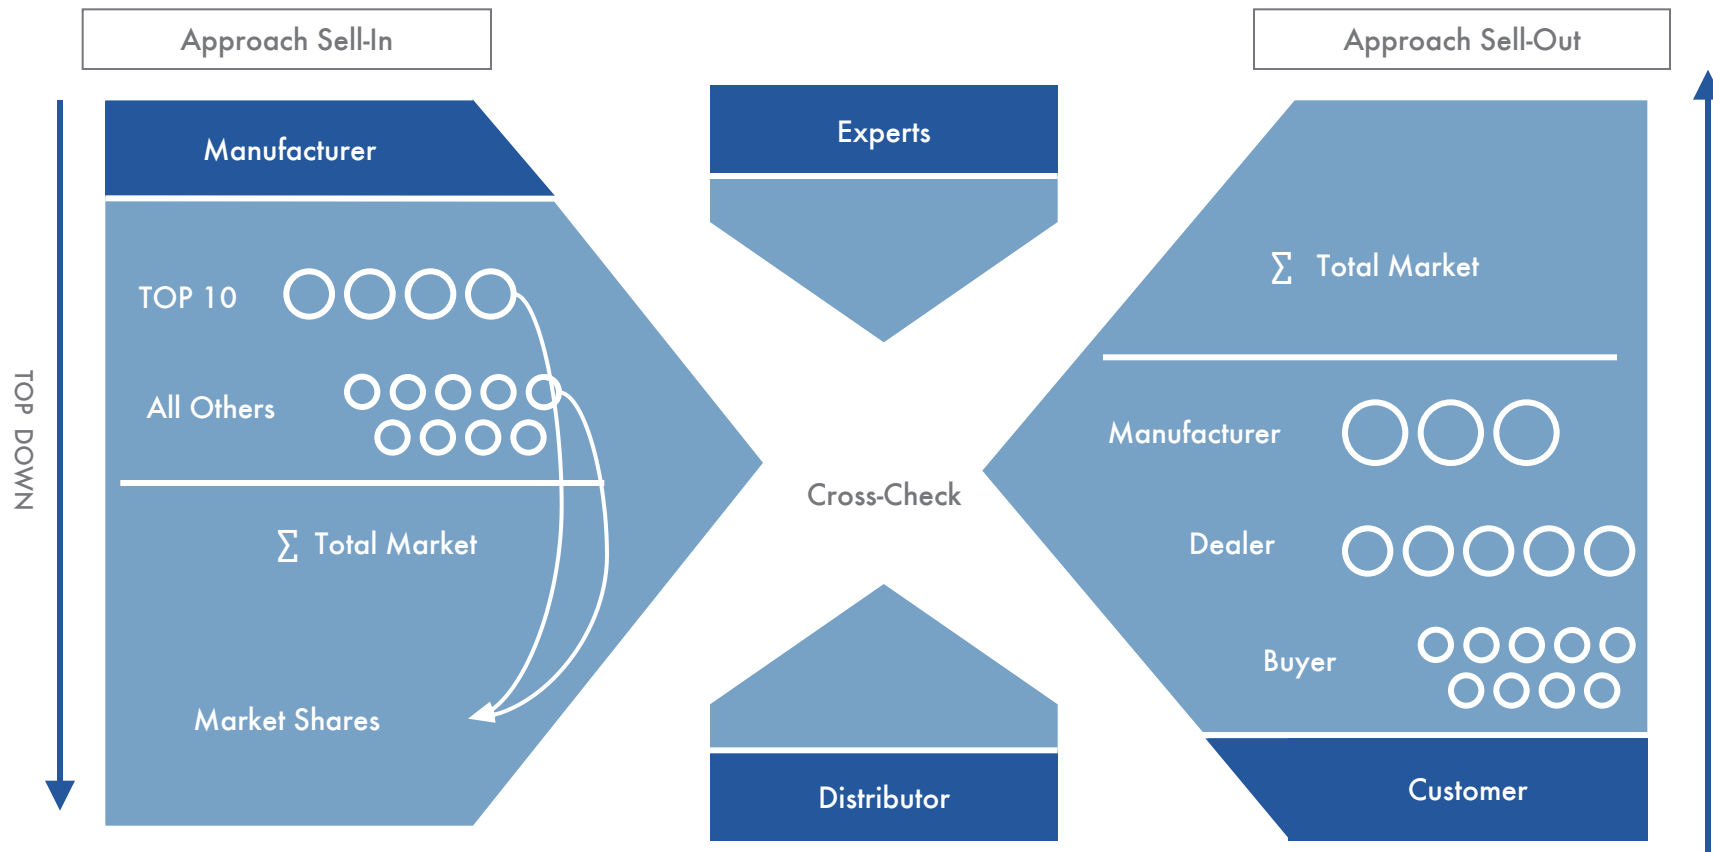 Approach Sell-In
Approach Sell-Out
Manufacturer
TOP 10
All Others
∑ Total Market
Market Shares
TOP DOWN
Experts
Cross-Check
Distributor
∑ Total Market
Manufacturer
Dealer
Buyer
Customer